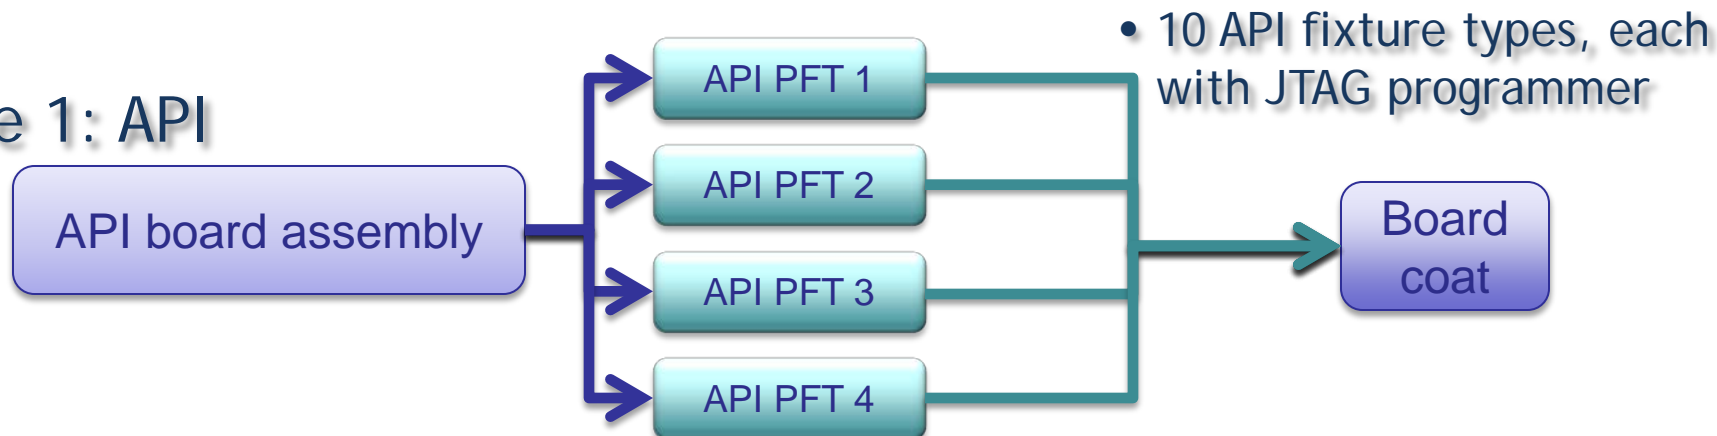 • 10 API fixture types, each
with JTAG programmer
e 1: API
API board assembly
API PFT 1
API PFT 2
API PFT 3
API PFT 4
Board
coat